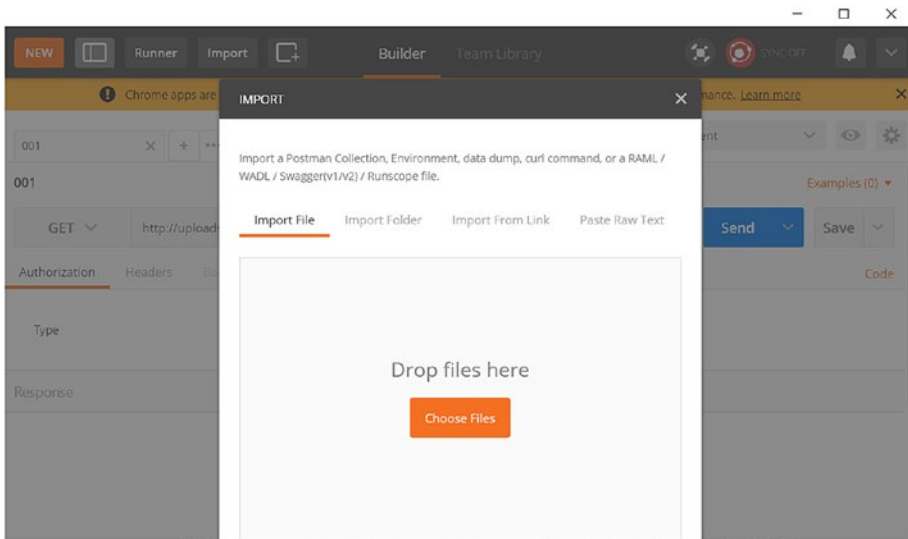 NEW Runner Import Builder Team Library SYNC OFF
Chrome apps are
mance. Learn more
IMPORT
Import a Postman Collection, Environment, data dump, curl command, or a RAML /
WADL / Swagger(v1/v2) / Runscope file.
Import File Import Folder Import From Link Paste Raw Text
Drop files here
Choose Files
001
001
Examples (0)
GET http://upload
Send Save
Authorization Headers
Code
Type
Response